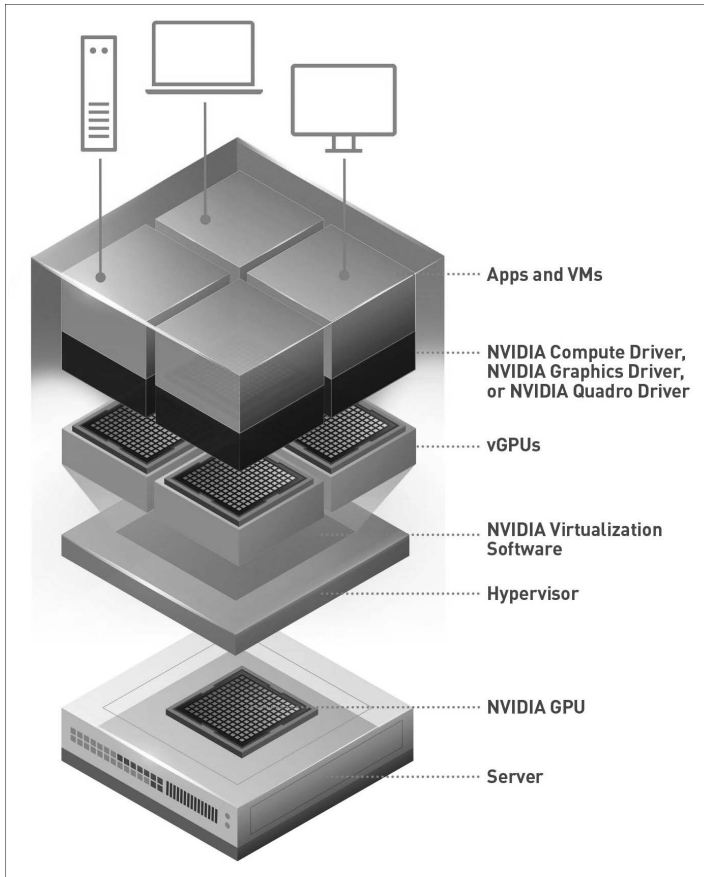 Apps and VMs
NVIDIA Compute Driver,
NVIDIA Graphics Driver,
or NVIDIA Quadro Driver
vGPUs
NVIDIA Virtualization
Software
Hypervisor
NVIDIA GPU
Server